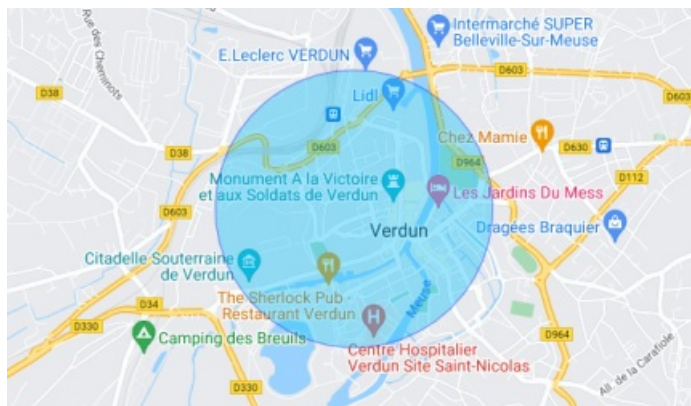 Intermarché SUPER
Belleville-Sur-Meuse
E.Leclerc VERDUN
Rue des Cheminots
D603
D38
Lidl
D603
Chez Mamie
D630
D603
D38
D964
D112
Monument A la Victoire
et aux Soldats de Verdun
Les Jardins Du Mess
D603
Verdun
Dragées Braquier
Citadelle Souterraine
de Verdun
The Sherlock Pub -
Restaurant Verdun
Meuse
D34
D330
Camping des Breuils
H
Centre Hospitalier
Verdun Site Saint-Nicolas
D964
All. de la Carafiole
D330